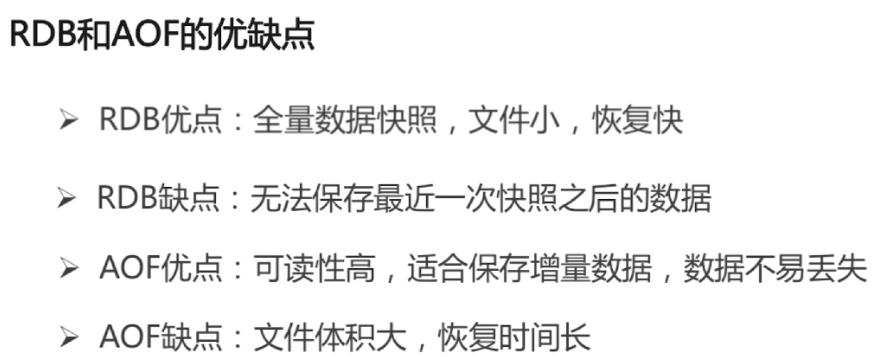 RDB和AOF的优缺点
➢ RDB优点：全量数据快照，文件小，恢复快
➢ RDB缺点：无法保存最近一次快照之后的数据
➢ AOF优点：可读性高，适合保存增量数据，数据不易丢失
➢ AOF缺点：文件体积大，恢复时间长